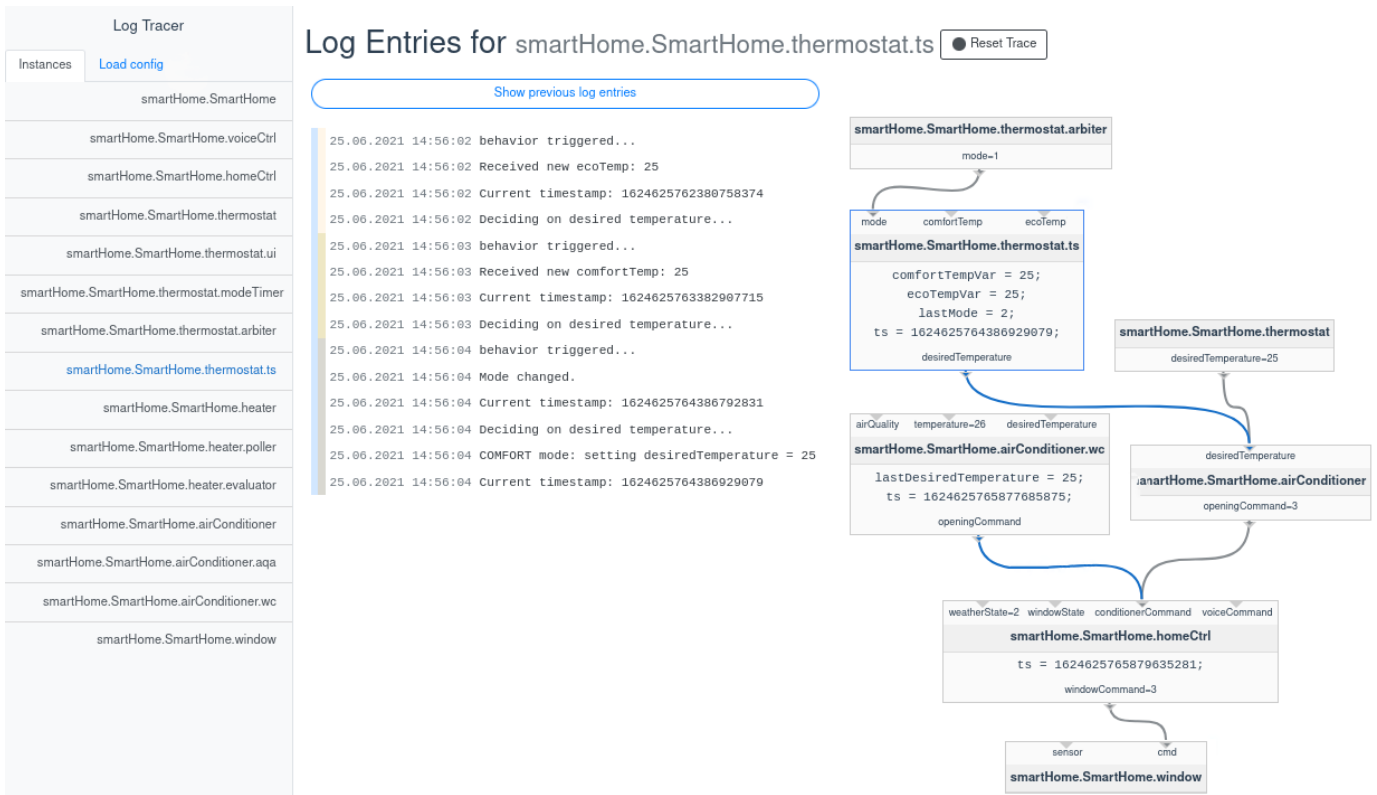 Log Tracer
Instances
Load config
smartHome.SmartHome
smartHome.SmartHome.voiceCtrl
smartHome.SmartHome.homeCtrl
smartHome.SmartHome.thermostat
smartHome.SmartHome.thermostat.ui
smartHome.SmartHome.thermostat.modeTimer
smartHome.SmartHome.thermostat.arbiter
smartHome.SmartHome.thermostat.ts
smartHome.SmartHome.heater
smartHome.SmartHome.heater.poller
smartHome.SmartHome.heater.evaluator
smartHome.SmartHome.airConditioner
smartHome.SmartHome.airConditioner.aqa
smartHome.SmartHome.airConditioner.wc
smartHome.SmartHome.window
Log Entries for smartHome.SmartHome.thermostat.ts
Reset Trace
Show previous log entries
25.06.2021 14:56:02 behavior triggered...
25.06.2021 14:56:02 Received new ecoTemp: 25
25.06.2021 14:56:02 Current timestamp: 1624625762380758374
25.06.2021 14:56:02 Deciding on desired temperature...
25.06.2021 14:56:03 behavior triggered...
25.06.2021 14:56:03 Received new comfortTemp: 25
25.06.2021 14:56:03 Current timestamp: 1624625763382907715
25.06.2021 14:56:03 Deciding on desired temperature...
25.06.2021 14:56:04 behavior triggered...
25.06.2021 14:56:04 Mode changed.
25.06.2021 14:56:04 Current timestamp: 1624625764386792831
25.06.2021 14:56:04 Deciding on desired temperature...
25.06.2021 14:56:04 COMFORT mode: setting desiredTemperature = 25
25.06.2021 14:56:04 Current timestamp: 1624625764386929079
smartHome.SmartHome.thermostat.arbiter
mode=1
mode comfortTemp ecoTemp
smartHome.SmartHome.thermostat.ts
comfortTempVar = 25;
ecoTempVar = 25;
lastMode = 2;
ts = 1624625764386929079;
desiredTemperature
smartHome.SmartHome.thermostat
desiredTemperature=25
airQuality temperature=26 desiredTemperature
smartHome.SmartHome.airConditioner.wc
lastDesiredTemperature = 25;
ts = 1624625765877685875;
openingCommand
desiredTemperature
artHome.SmartHome.airConditioner
openingCommand=3
weatherState=2 windowState conditionerCommand voiceCommand
smartHome.SmartHome.homeCtrl
ts = 1624625765879635281;
windowCommand=3
sensor cmd
smartHome.SmartHome.window